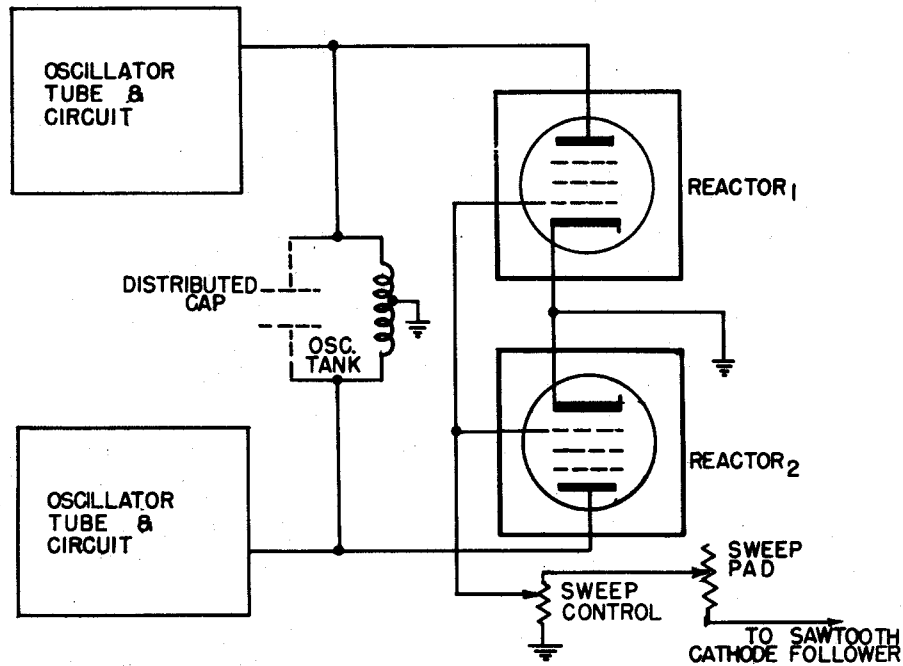 OSCILLATOR
TUBE &
CIRCUIT
REACTOR1
DISTRIBUTED
CAP
OSC.
TANK
OSCILLATOR
TUBE &
CIRCUIT
REACTOR2
SWEEP
PAD
SWEEP
CONTROL
TO SAWTOOTH
CATHODE FOLLOWER